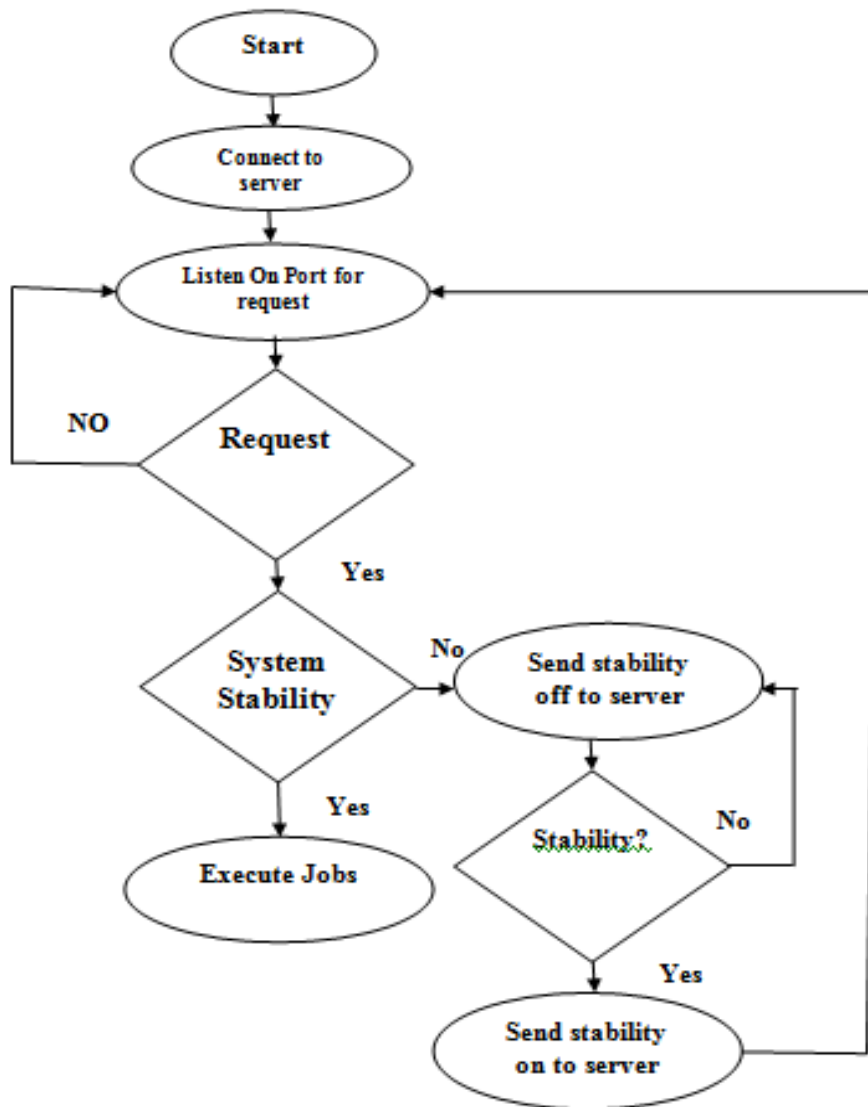 Start
Connect to
server
Listen On Port for
request
NO
Request
Yes
System
Stability
No
Send stability
off to server
Yes
Execute Jobs
Stability?
No
Yes
Send stability
on to server